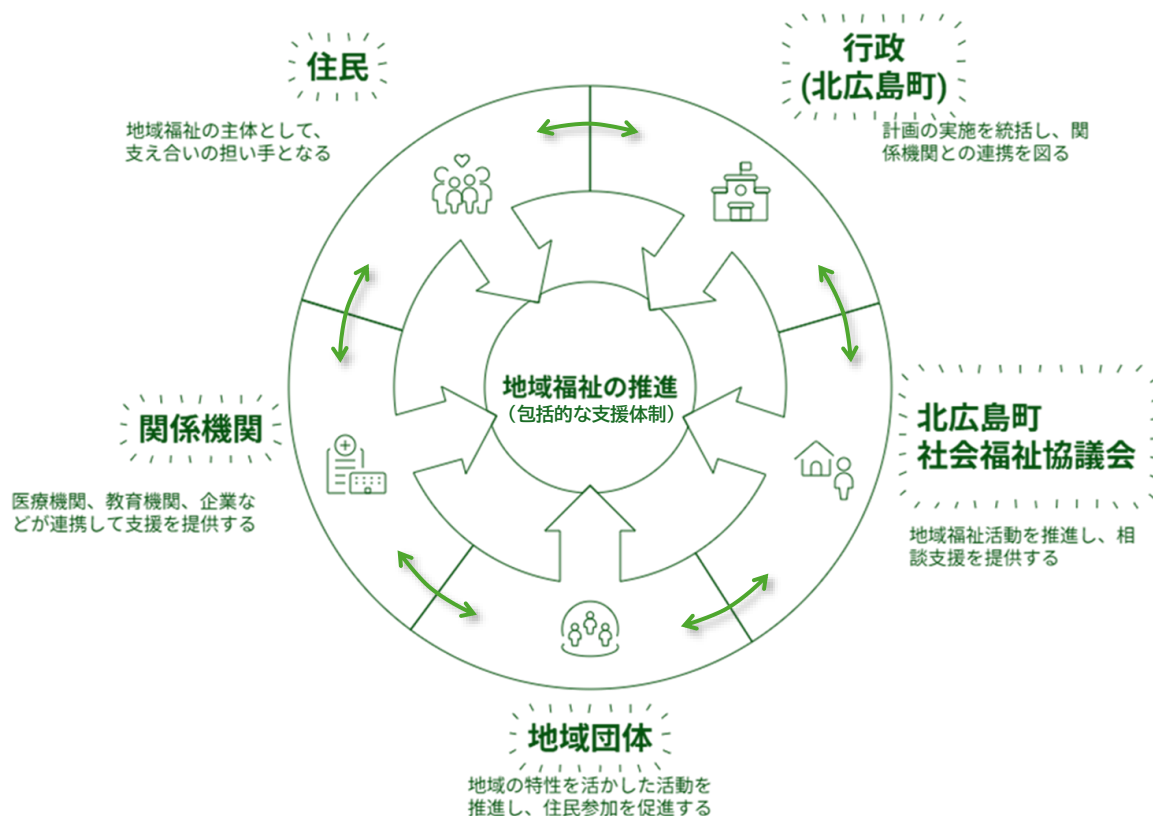 住民
地域福祉の主体として、
支え合いの担い手となる
行政
(北広島町)
計画の実施を統括し、関
係機関との連携を図る
地域福祉の推進
（包括的な支援体制）
関係機関
医療機関、教育機関、企業な
どが連携して支援を提供する
北広島町
社会福祉協議会
地域福祉活動を推進し、相
談支援を提供する
地域団体
地域の特性を活かした活動を
推進し、住民参加を促進する